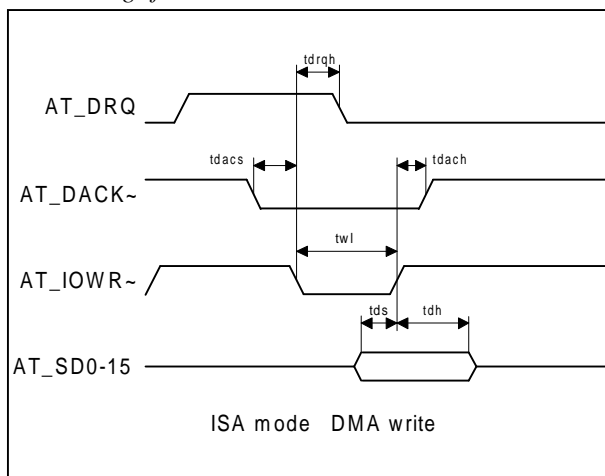 tdrqh
AT_DRQ
tdacs
tdach
AT_DACK~
twl
AT_IOWR~
tds
tdh
AT_SD0-15
ISA mode DMA write